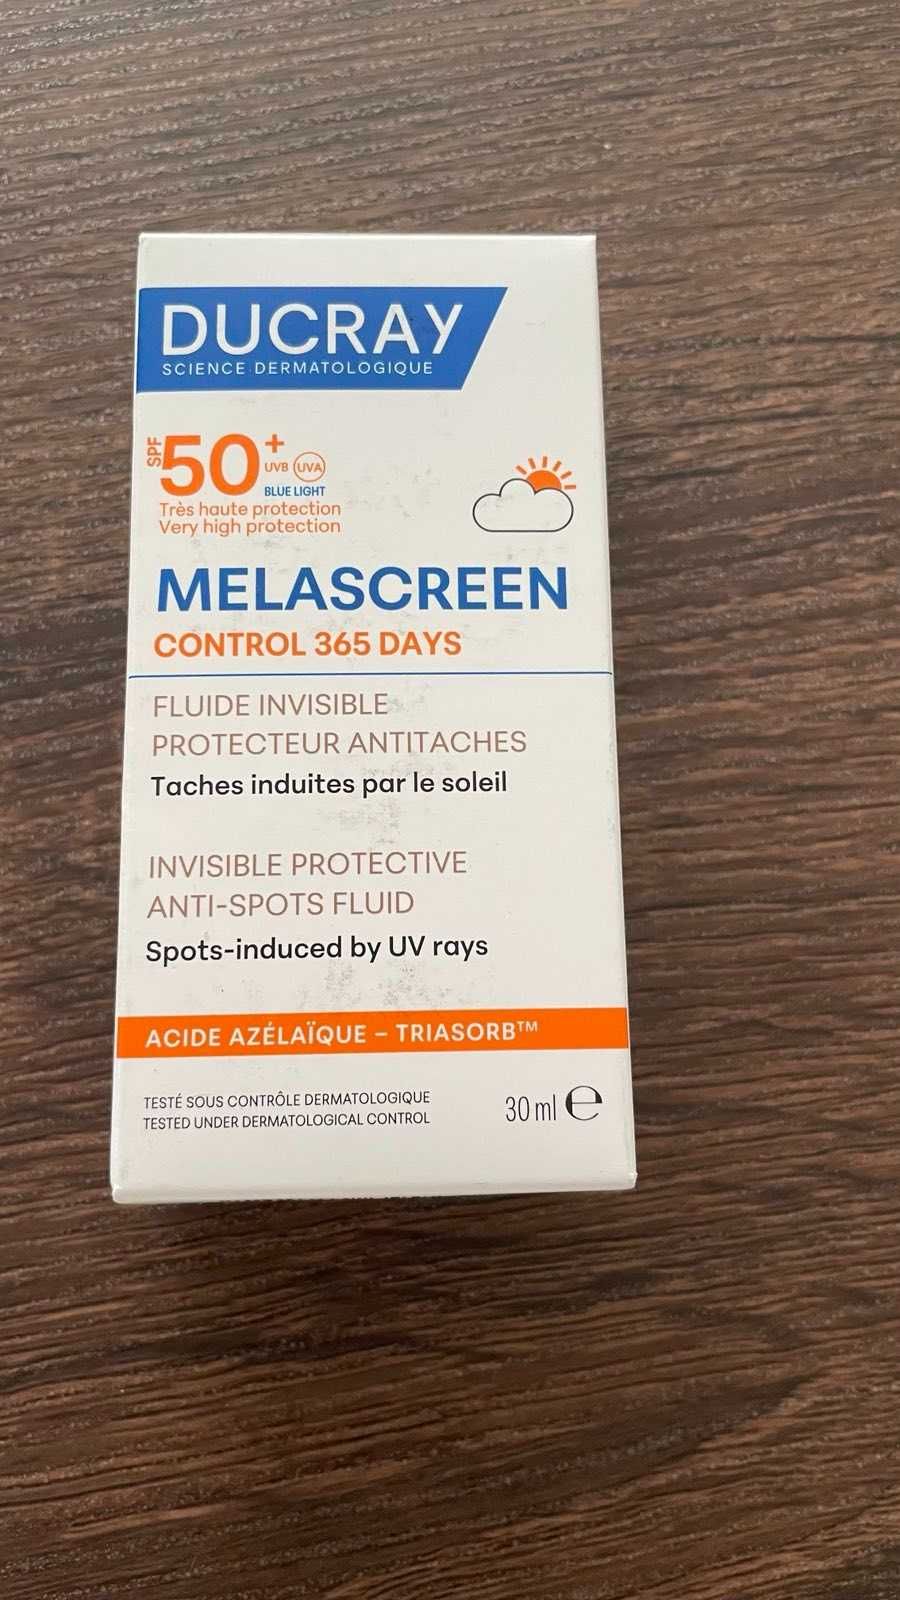 DUCRAY
SCIENCE DERMATOLOGIQUE
SPF 50+ UVB UVA
BLUE LIGHT
Très haute protection
Very high protection
MELASCREEN
CONTROL 365 DAYS
FLUIDE INVISIBLE
PROTECTEUR ANTITACHES
Taches induites par le soleil
INVISIBLE PROTECTIVE
ANTI-SPOTS FLUID
Spots-induced by UV rays
ACIDE AZÉLAÏQUE – TRIASORB™
TESTÉ SOUS CONTRÔLE DERMATOLOGIQUE
TESTED UNDER DERMATOLOGICAL CONTROL
30 ml ℮